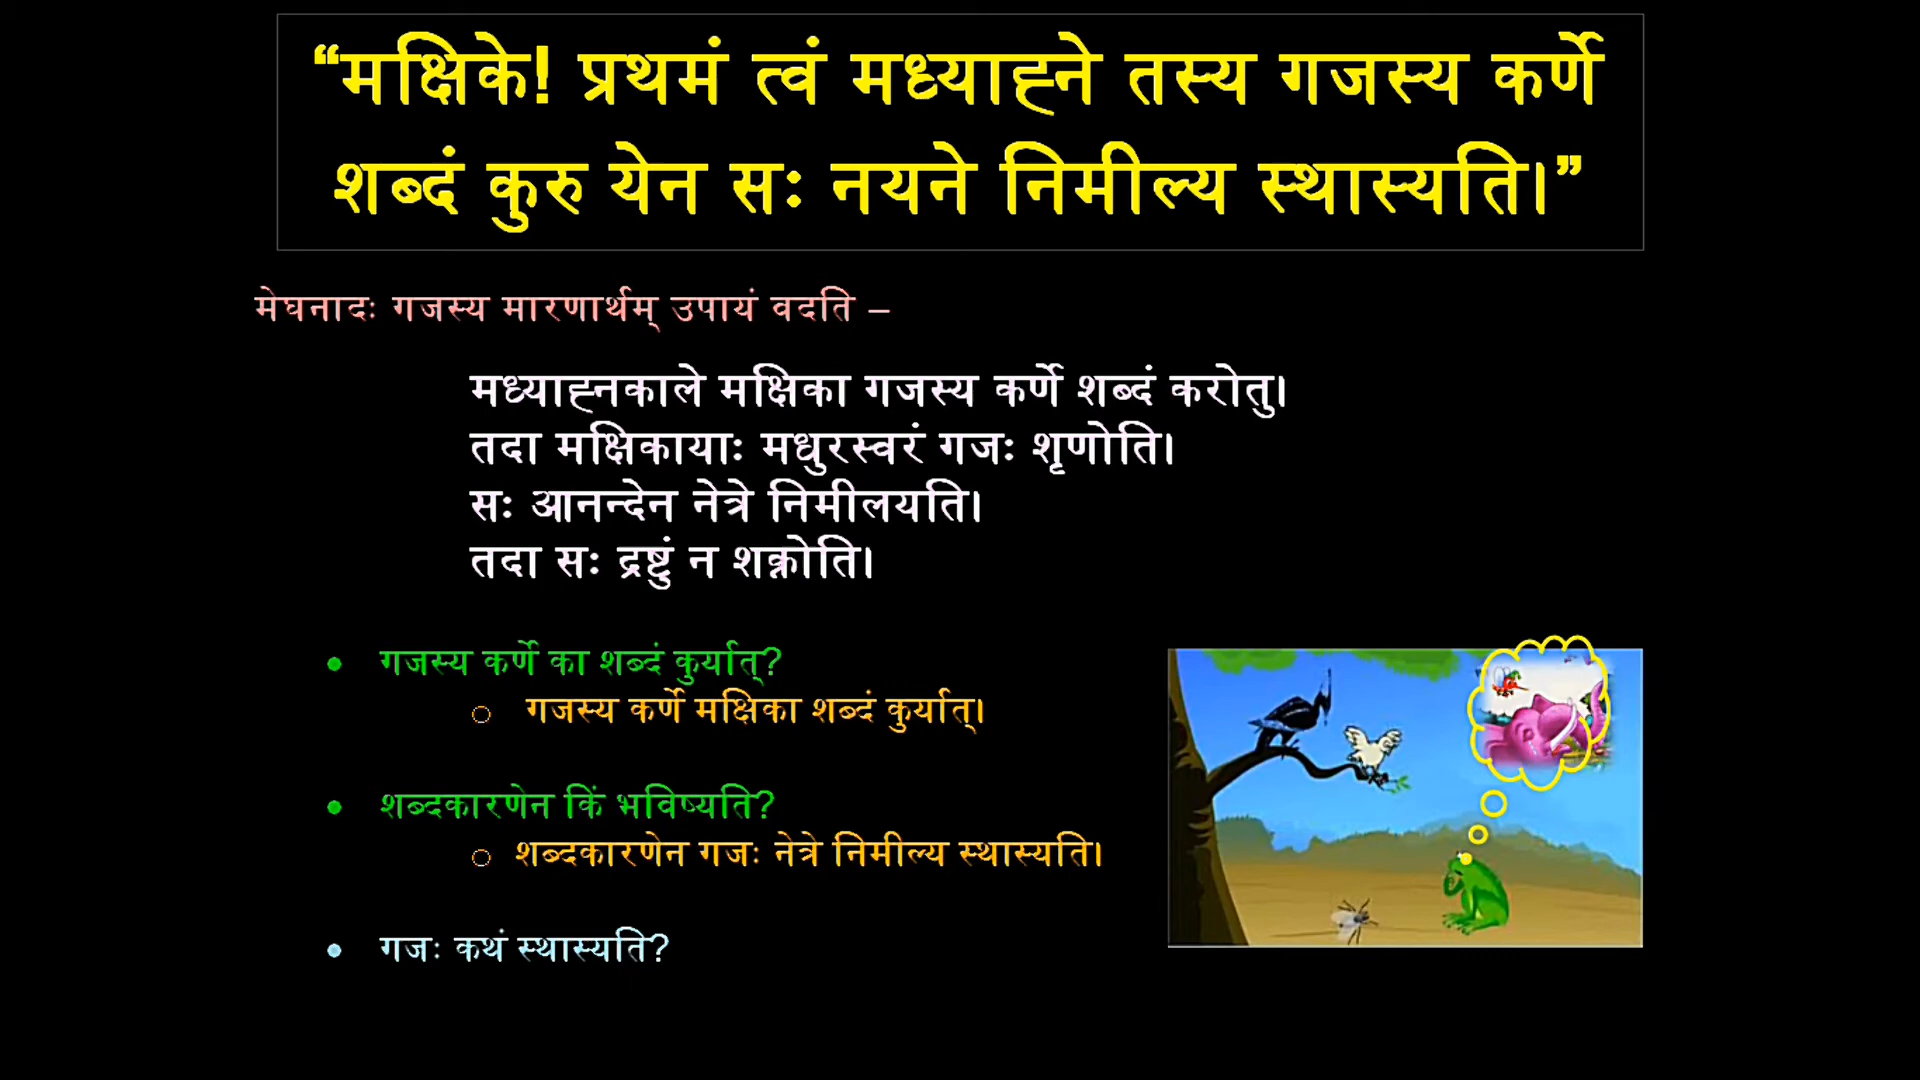 “मक्षिके! प्रथमं त्वं मध्याह्ने तस्य गजस्य कर्णे
शब्दं कुरु येन सः नयने निमील्य स्थास्यति।”
मेघनादः गजस्य मारणार्थम् उपायं वदति –
मध्याह्नकाले मक्षिका गजस्य कर्णे शब्दं करोतु।
तदा मक्षिकायाः मधुरस्वरं गजः शृणोति।
सः आनन्देन नेत्रे निमीलयति।
तदा सः द्रष्टुं न शक्नोति।
• गजस्य कर्णे का शब्दं कुर्यात्?
○ गजस्य कर्णे मक्षिका शब्दं कुर्यात्।
• शब्दकारणेन किं भविष्यति?
○ शब्दकारणेन गजः नेत्रे निमील्य स्थास्यति।
• गजः कथं स्थास्यति?